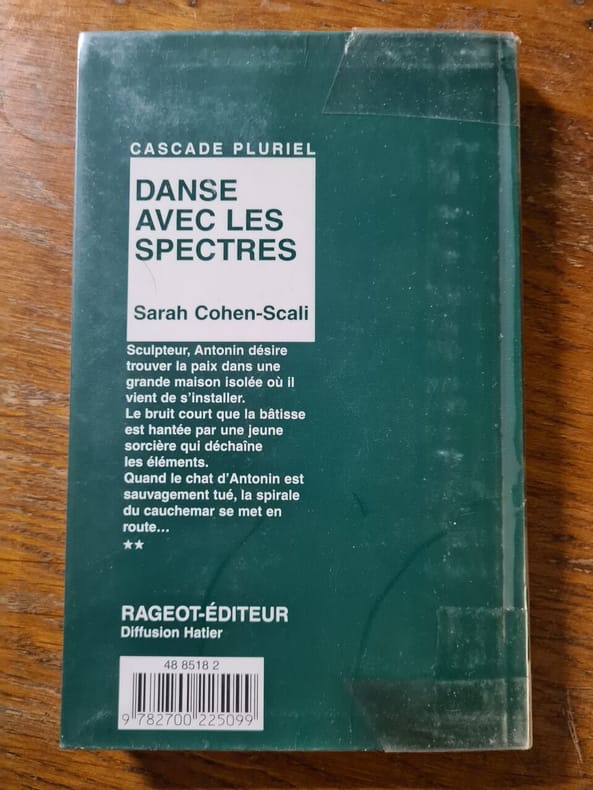 CASCADE PLURIEL
DANSE
AVEC LES
SPECTRES
Sarah Cohen-Scali
Sculpteur, Antonin désire
trouver la paix dans une
grande maison isolée où il
vient de s'installer.
Le bruit court que la bâtisse
est hantée par une jeune
sorcière qui déchaîne
les éléments.
Quand le chat d'Antonin est
sauvagement tué, la spirale
du cauchemar se met en
route...
★★
RAGEOT-ÉDITEUR
Diffusion Hatier
48 8518 2
9 782700 225099